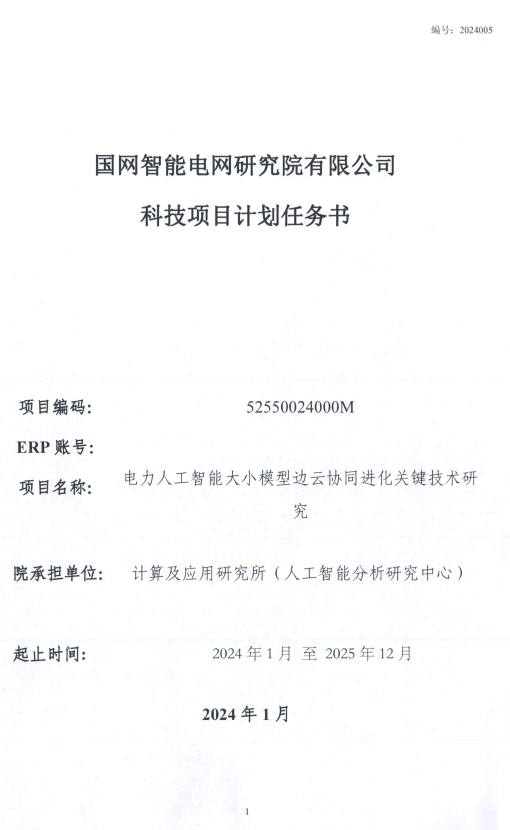 编号：2024005
国网智能电网研究院有限公司
科技项目计划任务书
项目编码： 52550024000M
ERP 账号：
项目名称： 电力人工智能大小模型边云协同进化关键技术研
究
院承担单位： 计算及应用研究所（人工智能分析研究中心）
起止时间： 2024 年 1 月 至 2025 年 12 月
2024 年 1 月
1